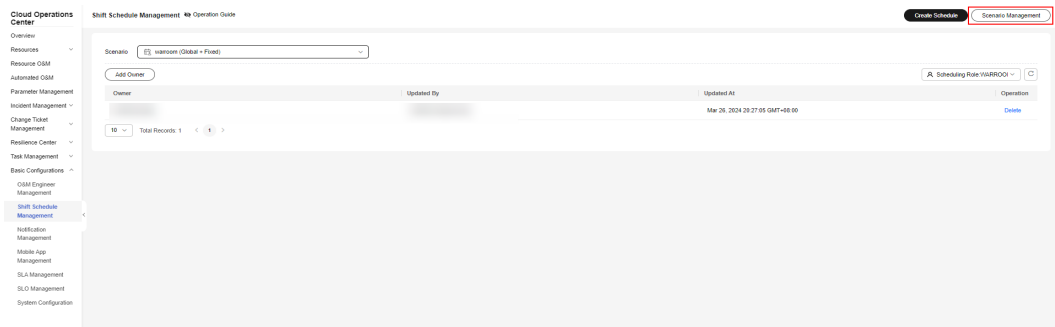 Cloud Operations
Center
Shift Schedule Management Operation Guide
Create Schedule
Scenario Management
Overview
Resources
Resource O&M
Automated O&M
Parameter Management
Incident Management
Change Ticket
Management
Resilience Center
Task Management
Basic Configurations
O&M Engineer
Management
Shift Schedule
Management
Notification
Management
Mobile App
Management
SLA Management
SLO Management
System Configuration
Scenario warroom (Global + Fixed)
Add Owner
Scheduling Role:WARROOI
Owner Updated By Updated At Operation
Mar 26, 2024 20:27:05 GMT+08:00 Delete
10 Total Records: 1 < 1 >